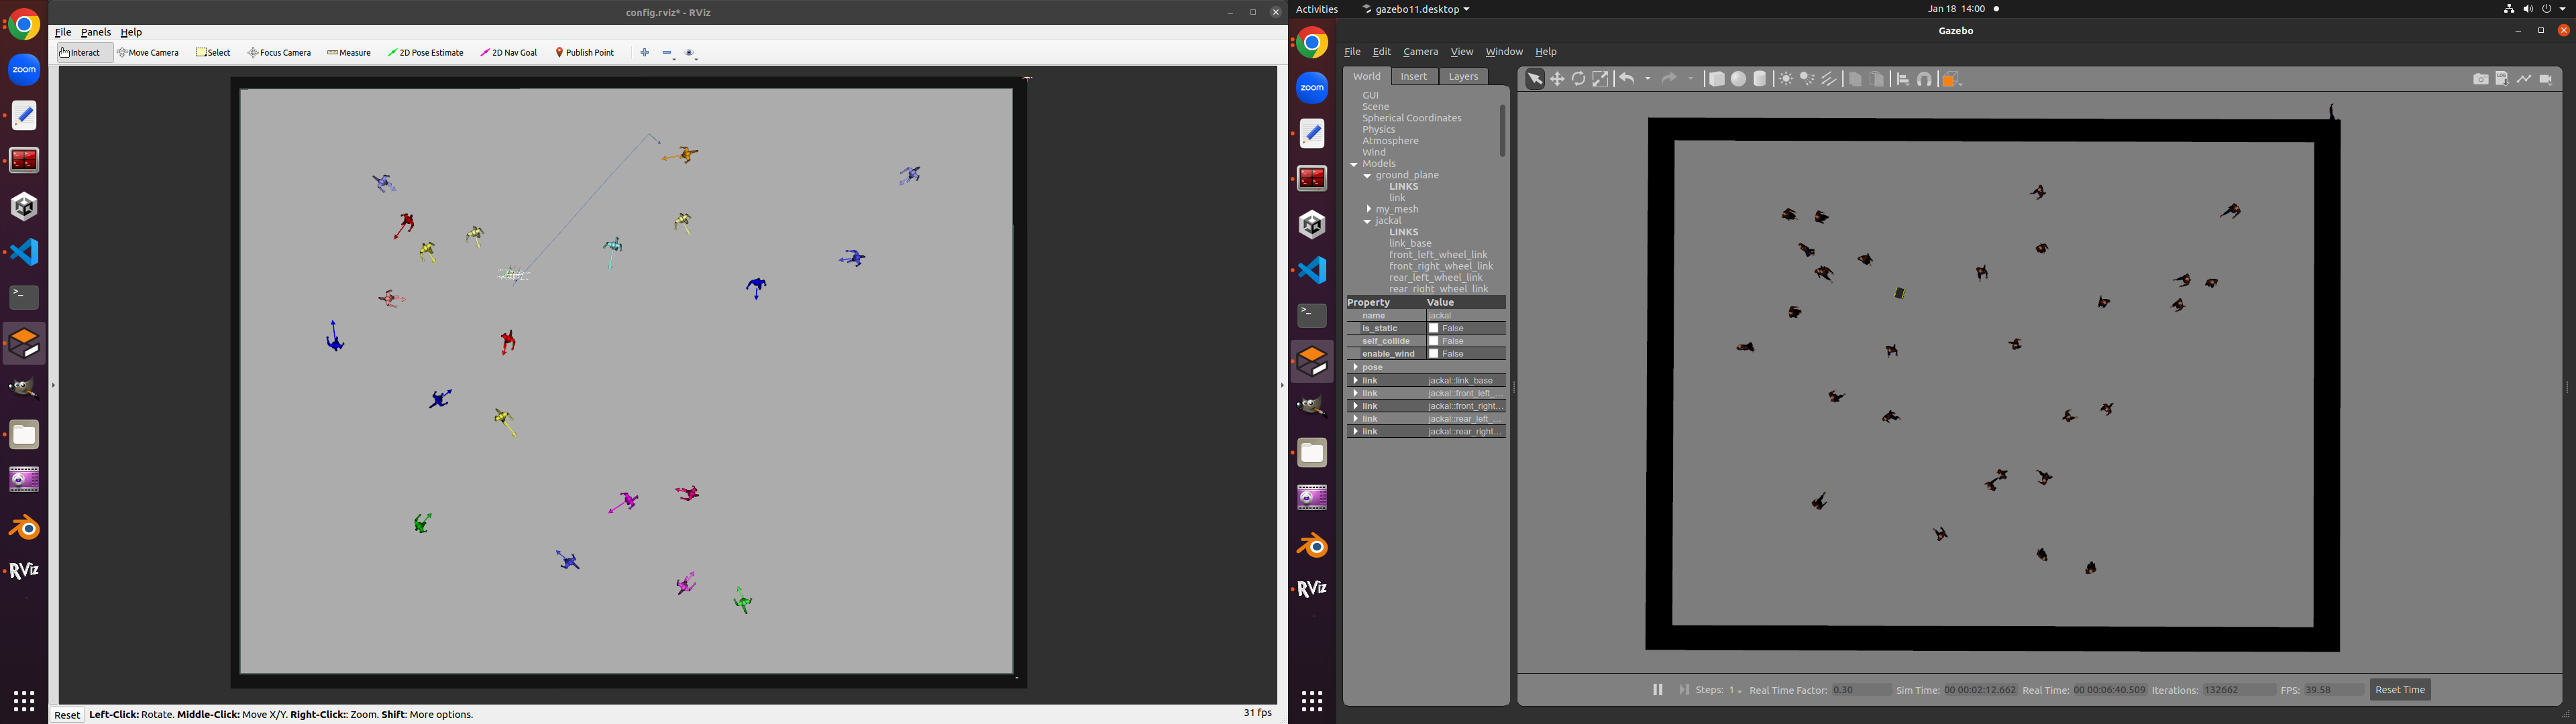 config.rviz* - RViz
File Panels Help
Interact Move Camera Select Focus Camera Measure 2D Pose Estimate 2D Nav Goal Publish Point
zoom
RViz
Reset Left-Click: Rotate. Middle-Click: Move X/Y. Right-Click:: Zoom. Shift: More options. 31 fps
Activities gazebo11.desktop Jan 18 14:00
Gazebo
File Edit Camera View Window Help
World Insert Layers
zoom
GUI
Scene
Spherical Coordinates
Physics
Atmosphere
Wind
Models
ground_plane
LINKS
link
my_mesh
jackal
LINKS
link_base
front_left_wheel_link
front_right_wheel_link
rear_left_wheel_link
rear_right_wheel_link
Property Value
name jackal
is_static False
self_collide False
enable_wind False
pose
link jackal::link_base
link jackal::front_left_...
link jackal::front_right...
link jackal::rear_left_...
link jackal::rear_right...
RViz
Steps: 1 Real Time Factor: 0.30 Sim Time: 00 00:02:12.662 Real Time: 00 00:06:40.509 Iterations: 132662 FPS: 39.58 Reset Time